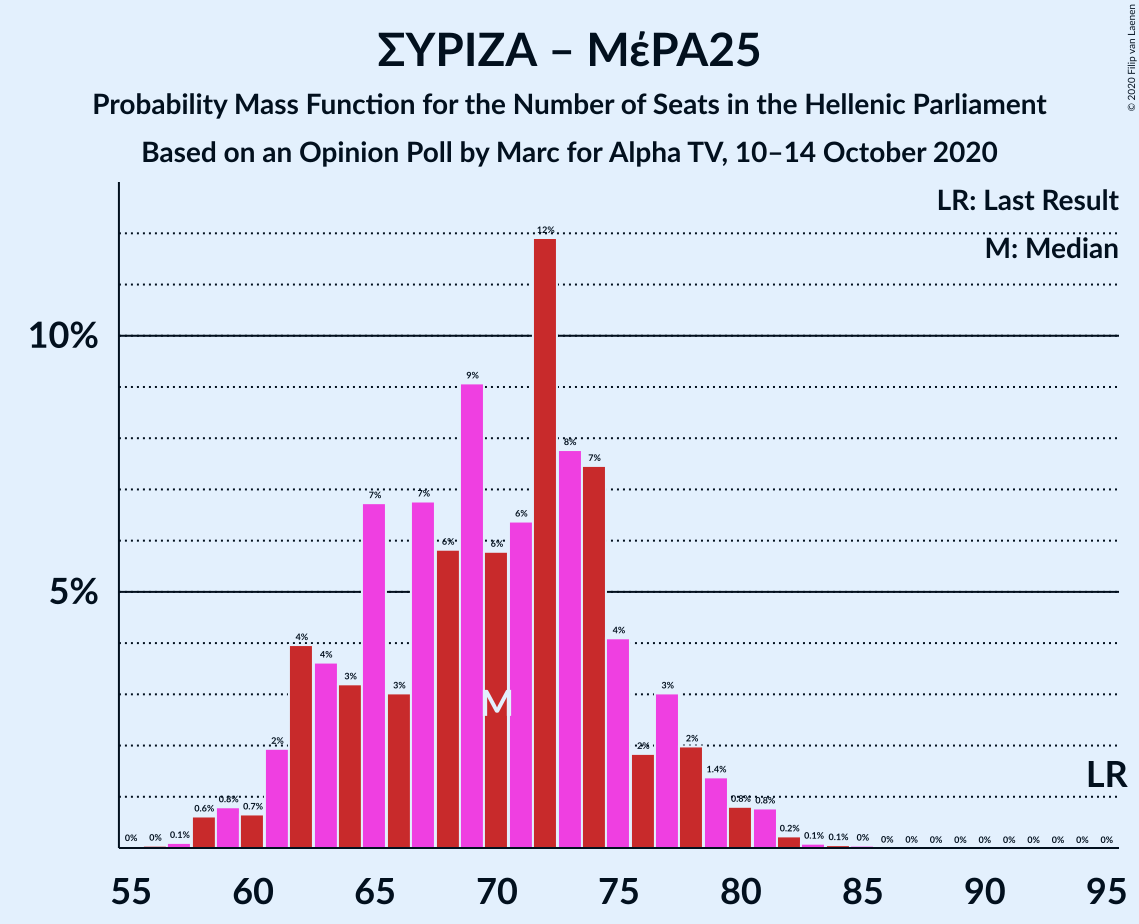 ΣΥΡΙΖΑ – ΜέΡΑ25
Probability Mass Function for the Number of Seats in the Hellenic Parliament
Based on an Opinion Poll by Marc for Alpha TV, 10–14 October 2020
© 2020 Filip van Laenen
LR: Last Result
M: Median
10%
5%
0% 0% 0.1% 0.6% 0.8% 0.7% 2% 4% 4% 3% 7% 3% 7% 6% 9% 6% 6% 12% 8% 7% 4% 2% 3% 2% 1.4% 0.8% 0.8% 0.2% 0.1% 0.1% 0% 0% 0% 0% 0% 0% 0% 0% 0% 0% 0%
M
LR
55 60 65 70 75 80 85 90 95